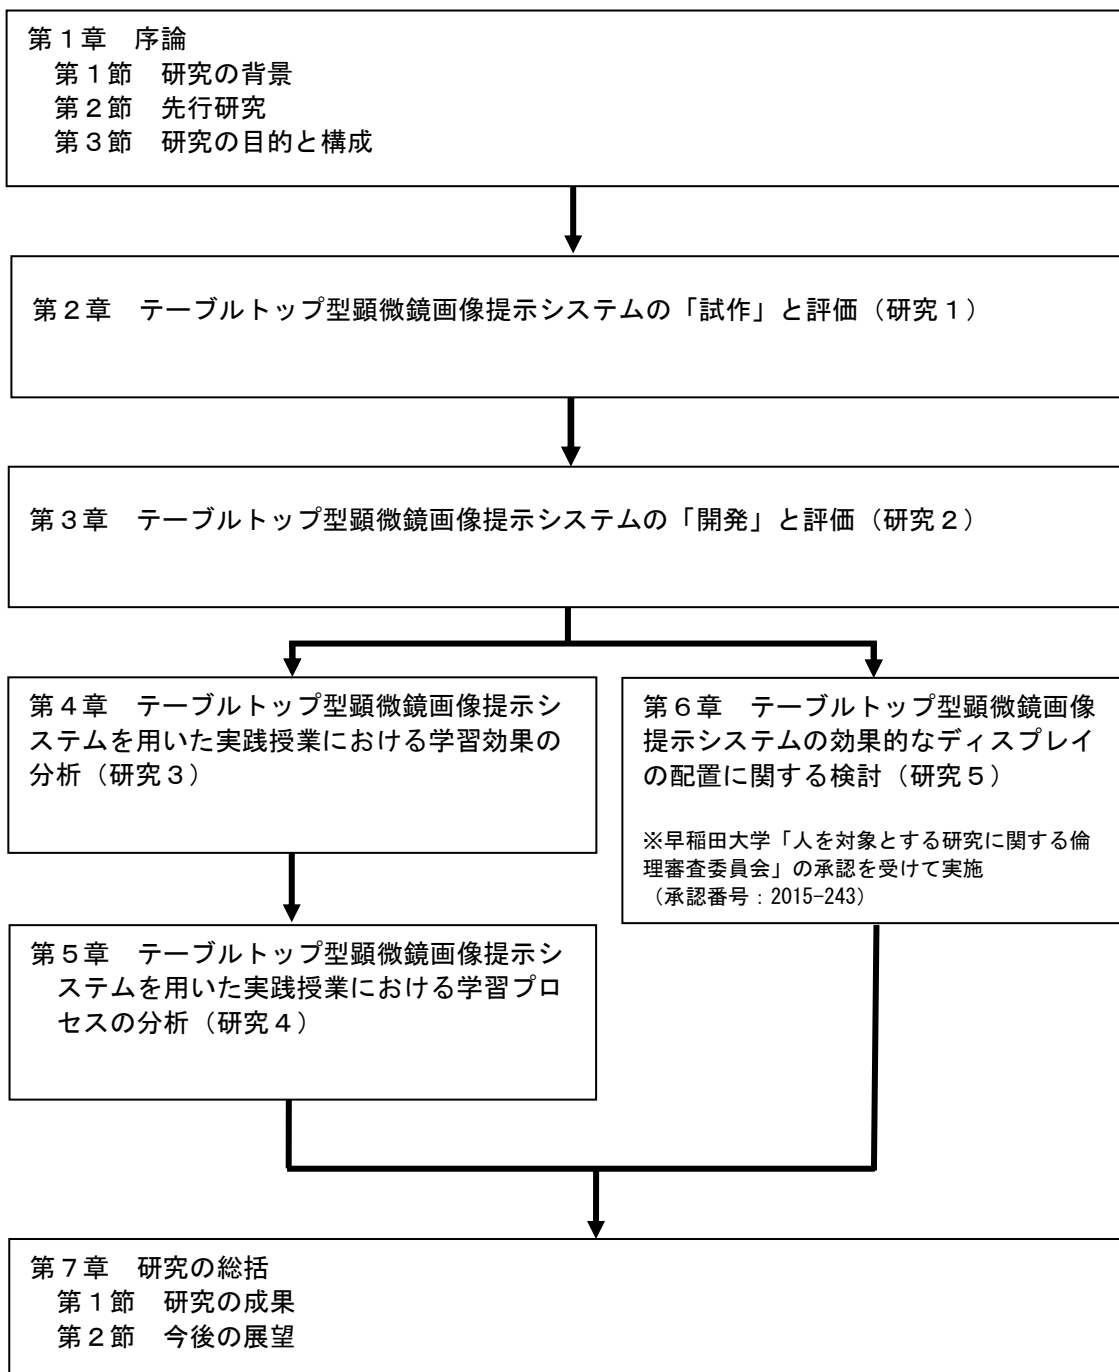 第１章　序論
第１節　研究の背景
第２節　先行研究
第３節　研究の目的と構成
第２章　テーブルトップ型顕微鏡画像提示システムの「試作」と評価（研究１）
第３章　テーブルトップ型顕微鏡画像提示システムの「開発」と評価（研究２）
第４章　テーブルトップ型顕微鏡画像提示シ
ステムを用いた実践授業における学習効果の
分析（研究３）
第５章　テーブルトップ型顕微鏡画像提示シ
ステムを用いた実践授業における学習プロ
セスの分析（研究４）
第６章　テーブルトップ型顕微鏡画像
提示システムの効果的なディスプレイ
の配置に関する検討（研究５）
※早稲田大学「人を対象とする研究に関する倫
理審査委員会」の承認を受けて実施
（承認番号：2015-243）
第７章　研究の総括
第１節　研究の成果
第２節　今後の展望